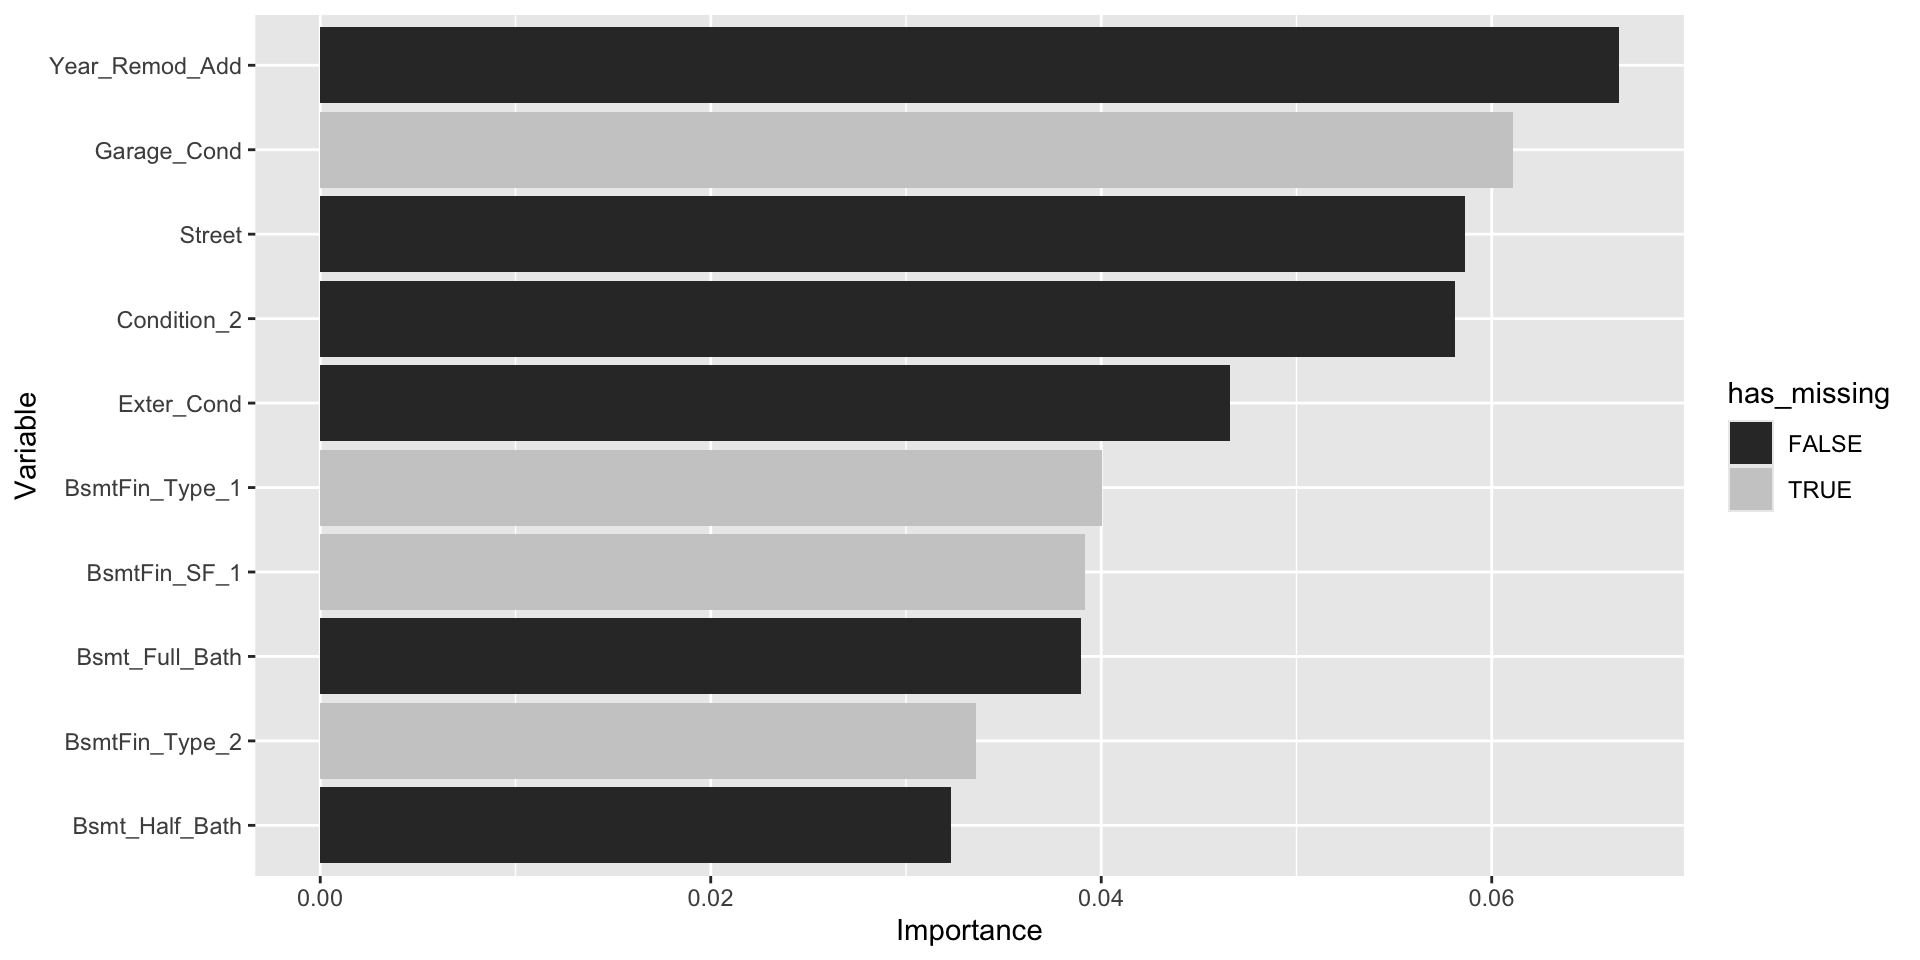 Variable
Year_Remod_Add
Garage_Cond
Street
Condition_2
Exter_Cond
BsmtFin_Type_1
BsmtFin_SF_1
Bsmt_Full_Bath
BsmtFin_Type_2
Bsmt_Half_Bath
0.00 0.02 0.04 0.06
Importance
has_missing
FALSE
TRUE